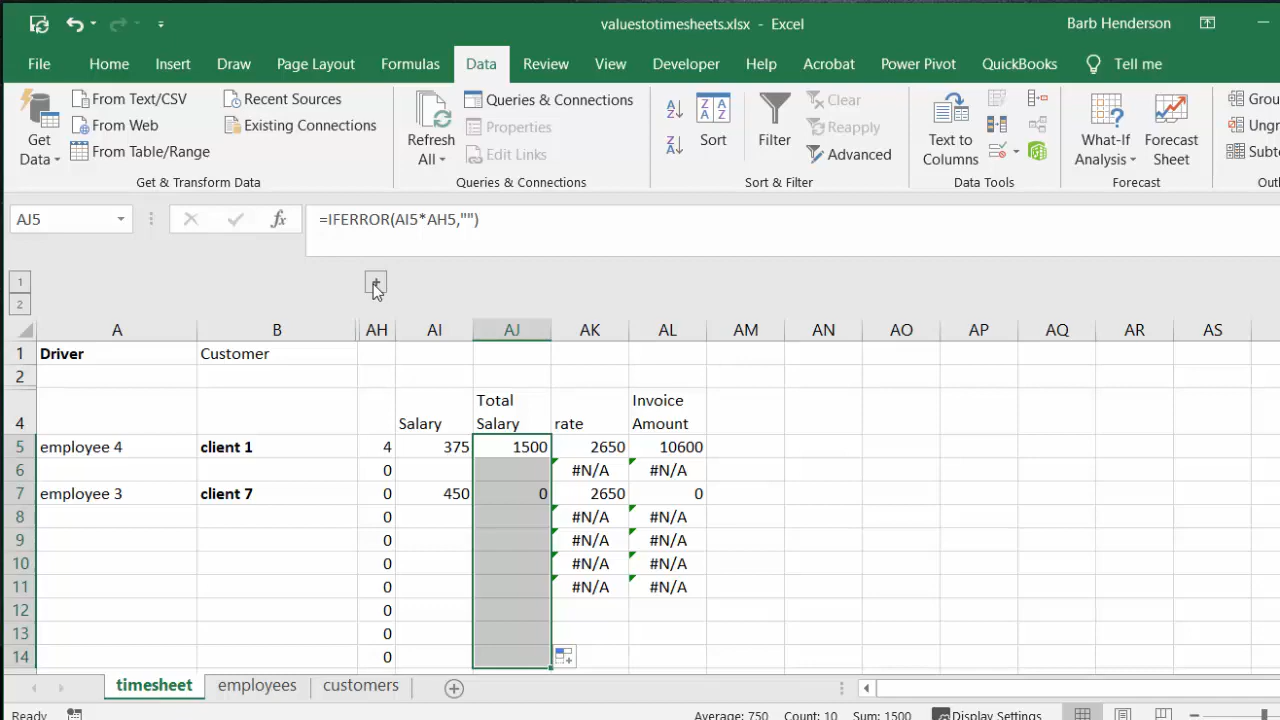 valuestotimesheets.xlsx - Excel Barb Henderson
File Home Insert Draw Page Layout Formulas Data Review View Developer Help Acrobat Power Pivot QuickBooks Tell me
Get Data
From Text/CSV
From Web
From Table/Range
Recent Sources
Existing Connections
Get & Transform Data
Refresh All
Queries & Connections
Properties
Edit Links
Queries & Connections
Sort
Filter
Clear
Reapply
Advanced
Sort & Filter
Text to Columns
Data Tools
What-If Analysis
Forecast Sheet
Forecast
Grou
Ungr
Subto
Outl
AJ5 fx =IFERROR(AI5*AH5,"")
1
2
A B AH AI AJ AK AL AM AN AO AP AQ AR AS
1 Driver Customer
2
4 Salary Total Salary rate Invoice Amount
5 employee 4 client 1 4 375 1500 2650 10600
6 0 #N/A #N/A
7 employee 3 client 7 0 450 0 2650 0
8 0 #N/A #N/A
9 0 #N/A #N/A
10 0 #N/A #N/A
11 0 #N/A #N/A
12 0
13 0
14 0
timesheet employees customers
Ready Average: 750 Count: 10 Sum: 1500 Display Settings